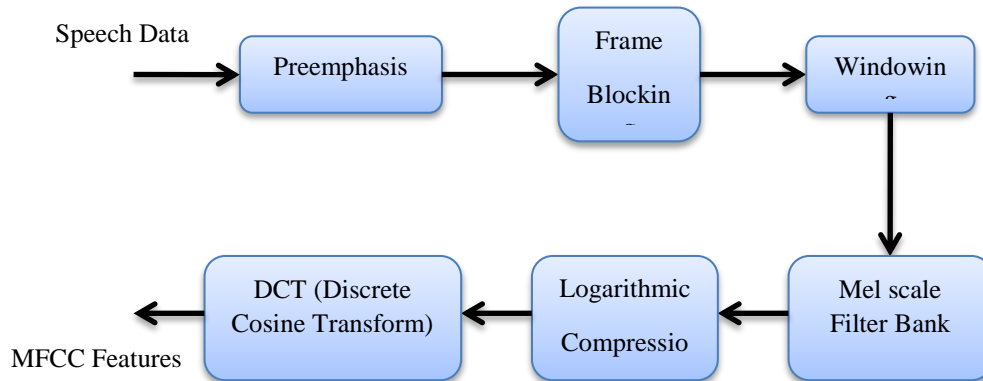 Speech Data
Preemphasis
Frame
Blockin
Windowin
Mel scale
Filter Bank
Logarithmic
Compressio
DCT (Discrete
Cosine Transform)
MFCC Features